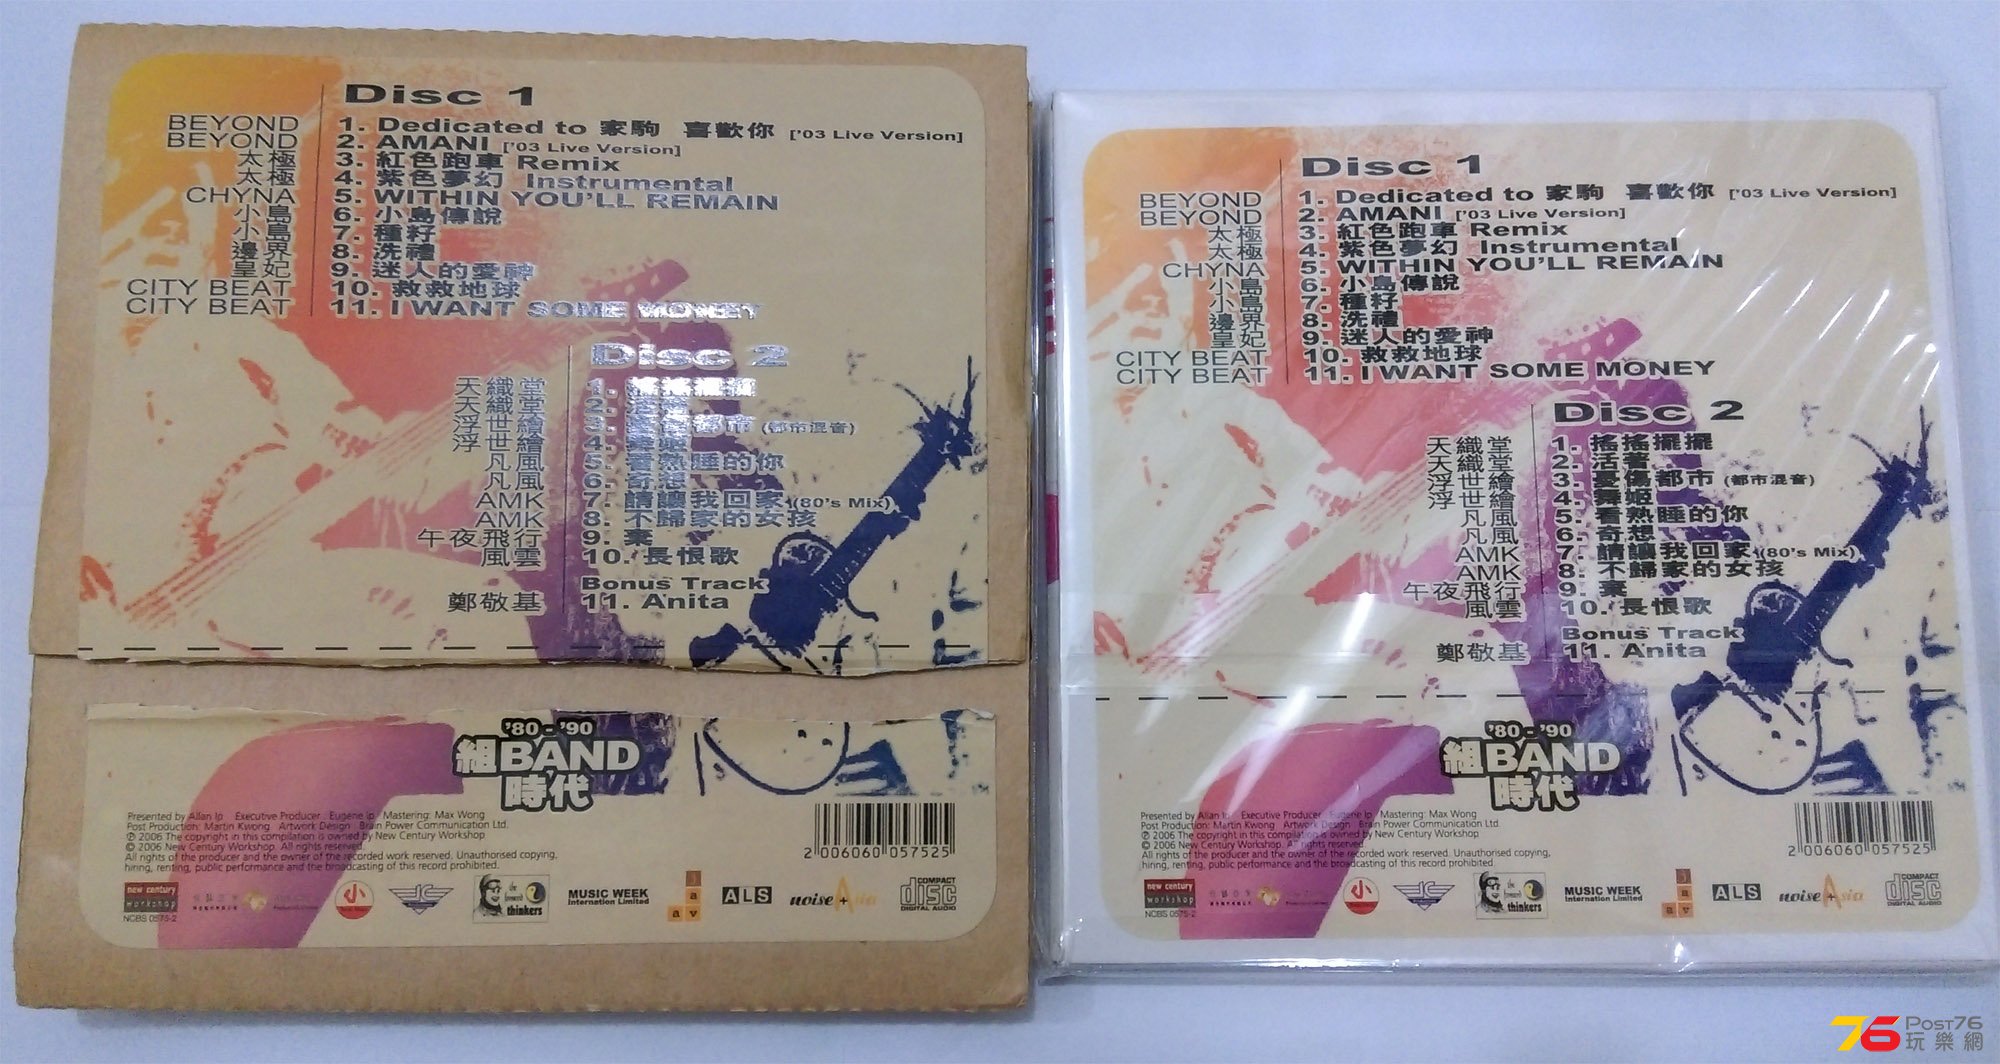 Disc 1
BEYOND 1. Dedicated to 家駒 喜歡你 ['03 Live Version]
BEYOND 2. AMANI ['03 Live Version]
太極 3. 紅色跑車 Remix
太極 4. 紫色夢幻 Instrumental
CHYNA 5. WITHIN YOU'LL REMAIN
小島 6. 小島傳說
小島 7. 種籽
邊界 8. 洗禮
皇妃 9. 迷人的愛神
CITY BEAT 10. 救救地球
CITY BEAT 11. I WANT SOME MONEY
Disc 2
天織堂 1.
天織堂 2.
浮世繪 3. 都市 (都市混音)
浮世繪 4. 舞姬
凡風 5. 看熟睡的你
凡風 6. 奇想
AMK 7. 請讓我回家 (80's Mix)
AMK 8. 不歸家的女孩
午夜飛行 9. 棄
風雲 10. 長恨歌
Bonus Track
鄭敬基 11. Anita
'80 - '90
組BAND
時代
Presented by Allan Ip Executive Producer Eugene Ip Mastering: Max Wong
Post Production: Martin Kwong Artwork Design Brain Power Communication Ltd.
℗ 2006 The copyright in this compilation is owned by New Century Workshop
© 2006 New Century Workshop. All rights reserved.
All rights of the producer and the owner of the recorded work reserved. Unauthorised copying,
hiring, renting, public performance and the broadcasting of this record prohibited.
2 006060 057525
new century
workshop
NCBS 0575-2
小
JC
thinkers
MUSIC WEEK
International Limited
J
a
a v
ALS
noise + Asia
COMPACT
disc
DIGITAL AUDIO
Disc 1
BEYOND 1. Dedicated to 家駒 喜歡你 ['03 Live Version]
BEYOND 2. AMANI ['03 Live Version]
太極 3. 紅色跑車 Remix
太極 4. 紫色夢幻 Instrumental
CHYNA 5. WITHIN YOU'LL REMAIN
小島 6. 小島傳說
小島 7. 種籽
邊界 8. 洗禮
皇妃 9. 迷人的愛神
CITY BEAT 10. 救救地球
CITY BEAT 11. I WANT SOME MONEY
Disc 2
天織堂 1. 搖搖擺擺
天織堂 2. 活著
浮世繪 3. 憂傷都市 (都市混音)
浮世繪 4. 舞姬
凡風 5. 看熟睡的你
凡風 6. 奇想
AMK 7. 請讓我回家 (80's Mix)
AMK 8. 不歸家的女孩
午夜飛行 9. 棄
風雲 10. 長恨歌
Bonus Track
鄭敬基 11. Anita
'80 - '90
組BAND
時代
Presented by Allan Ip Executive Producer Eugene Ip Mastering: Max Wong
Post Production: Martin Kwong Artwork Design Brain Power Communication Ltd
℗ 2006 The copyright in this compilation is owned by New Century Workshop
© 2006 New Century Workshop. All rights reserved
All rights of the producer and the owner of the recorded work reserved. Unauthorised copying,
hiring, renting, public performance and the broadcasting of this record prohibited.
2 006060 057525
new century
workshop
NCBS 0575-2
小
JC
thinkers
MUSIC WEEK
International Limited
J
a
a v
ALS
noise + Asia
COMPACT
disc
DIGITAL AUDIO
76 POST76
玩樂網